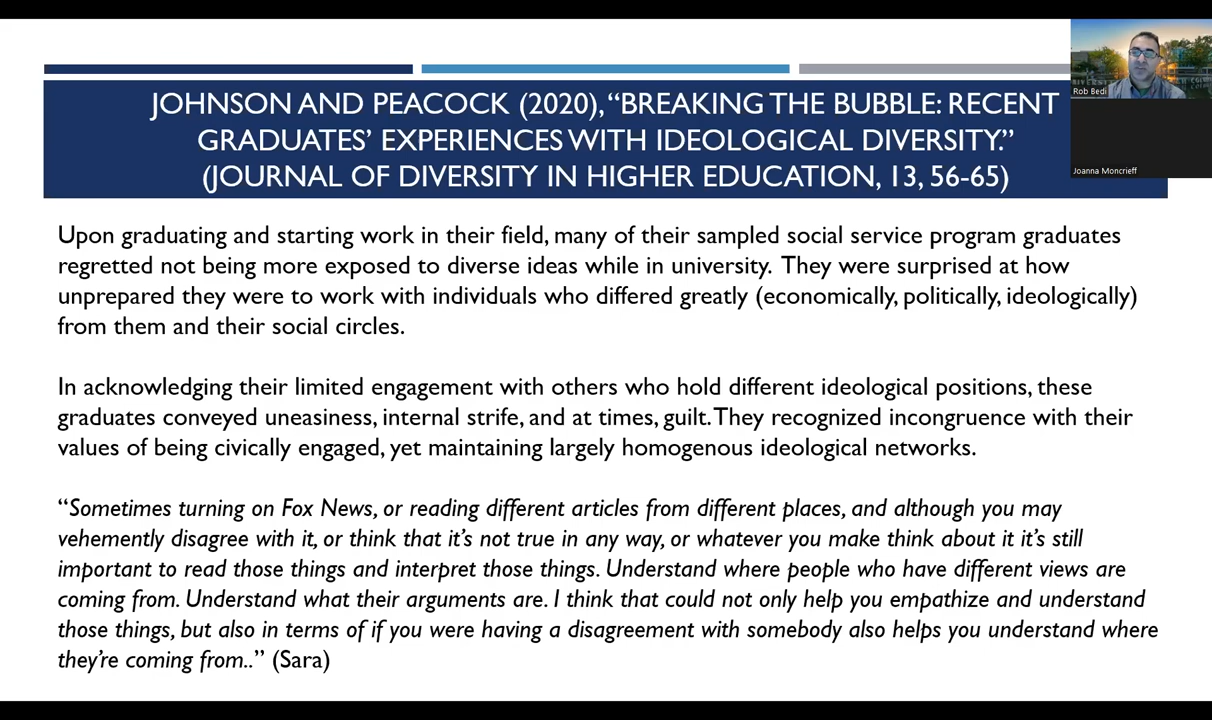 JOHNSON AND PEACOCK (2020), “BREAKING THE BUBBLE: RECENT
GRADUATES’ EXPERIENCES WITH IDEOLOGICAL DIVERSITY.”
(JOURNAL OF DIVERSITY IN HIGHER EDUCATION, 13, 56-65)
Rob Bedi
Joanna Moncrieff
Upon graduating and starting work in their field, many of their sampled social service program graduates
regretted not being more exposed to diverse ideas while in university. They were surprised at how
unprepared they were to work with individuals who differed greatly (economically, politically, ideologically)
from them and their social circles.
In acknowledging their limited engagement with others who hold different ideological positions, these
graduates conveyed uneasiness, internal strife, and at times, guilt. They recognized incongruence with their
values of being civically engaged, yet maintaining largely homogenous ideological networks.
“Sometimes turning on Fox News, or reading different articles from different places, and although you may
vehemently disagree with it, or think that it’s not true in any way, or whatever you make think about it it’s still
important to read those things and interpret those things. Understand where people who have different views are
coming from. Understand what their arguments are. I think that could not only help you empathize and understand
those things, but also in terms of if you were having a disagreement with somebody also helps you understand where
they’re coming from..” (Sara)